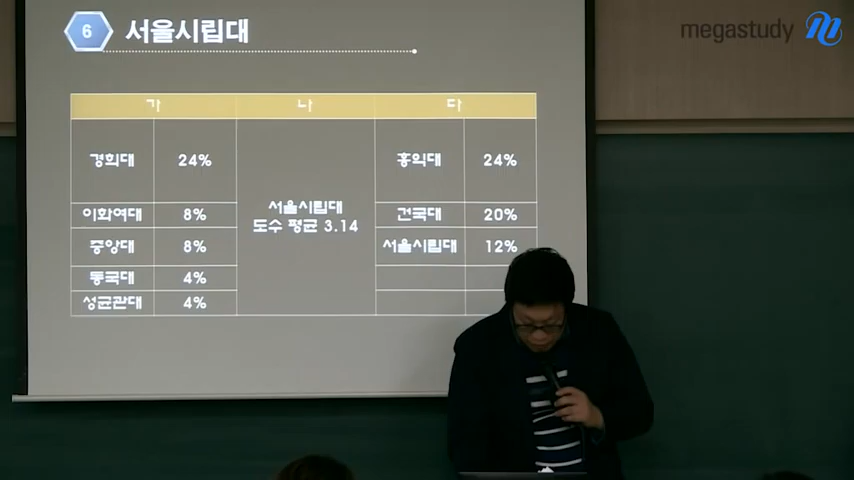 6 서울시립대
megastudy
가 나 다
경희대 24% 홍익대 24%
서울시립대
도수 평균 3.14
이화여대 8% 건국대 20%
중앙대 8% 서울시립대 12%
동국대 4%
성균관대 4%